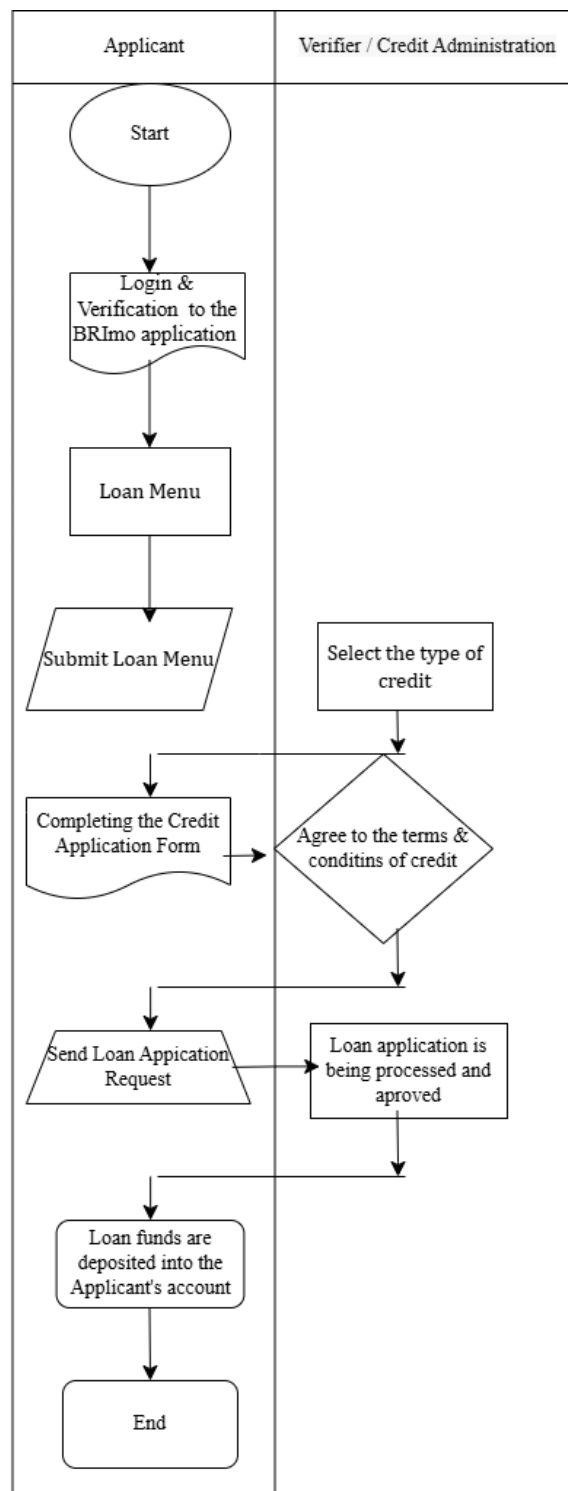 Applicant
Verifier / Credit Administration
Start
Login &
Verification to the
BRImo application
Loan Menu
Submit Loan Menu
Select the type of
credit
Completing the Credit
Application Form
Agree to the terms &
conditins of credit
Send Loan Appication
Request
Loan application is
being processed and
aproved
Loan funds are
deposited into the
Applicant's account
End